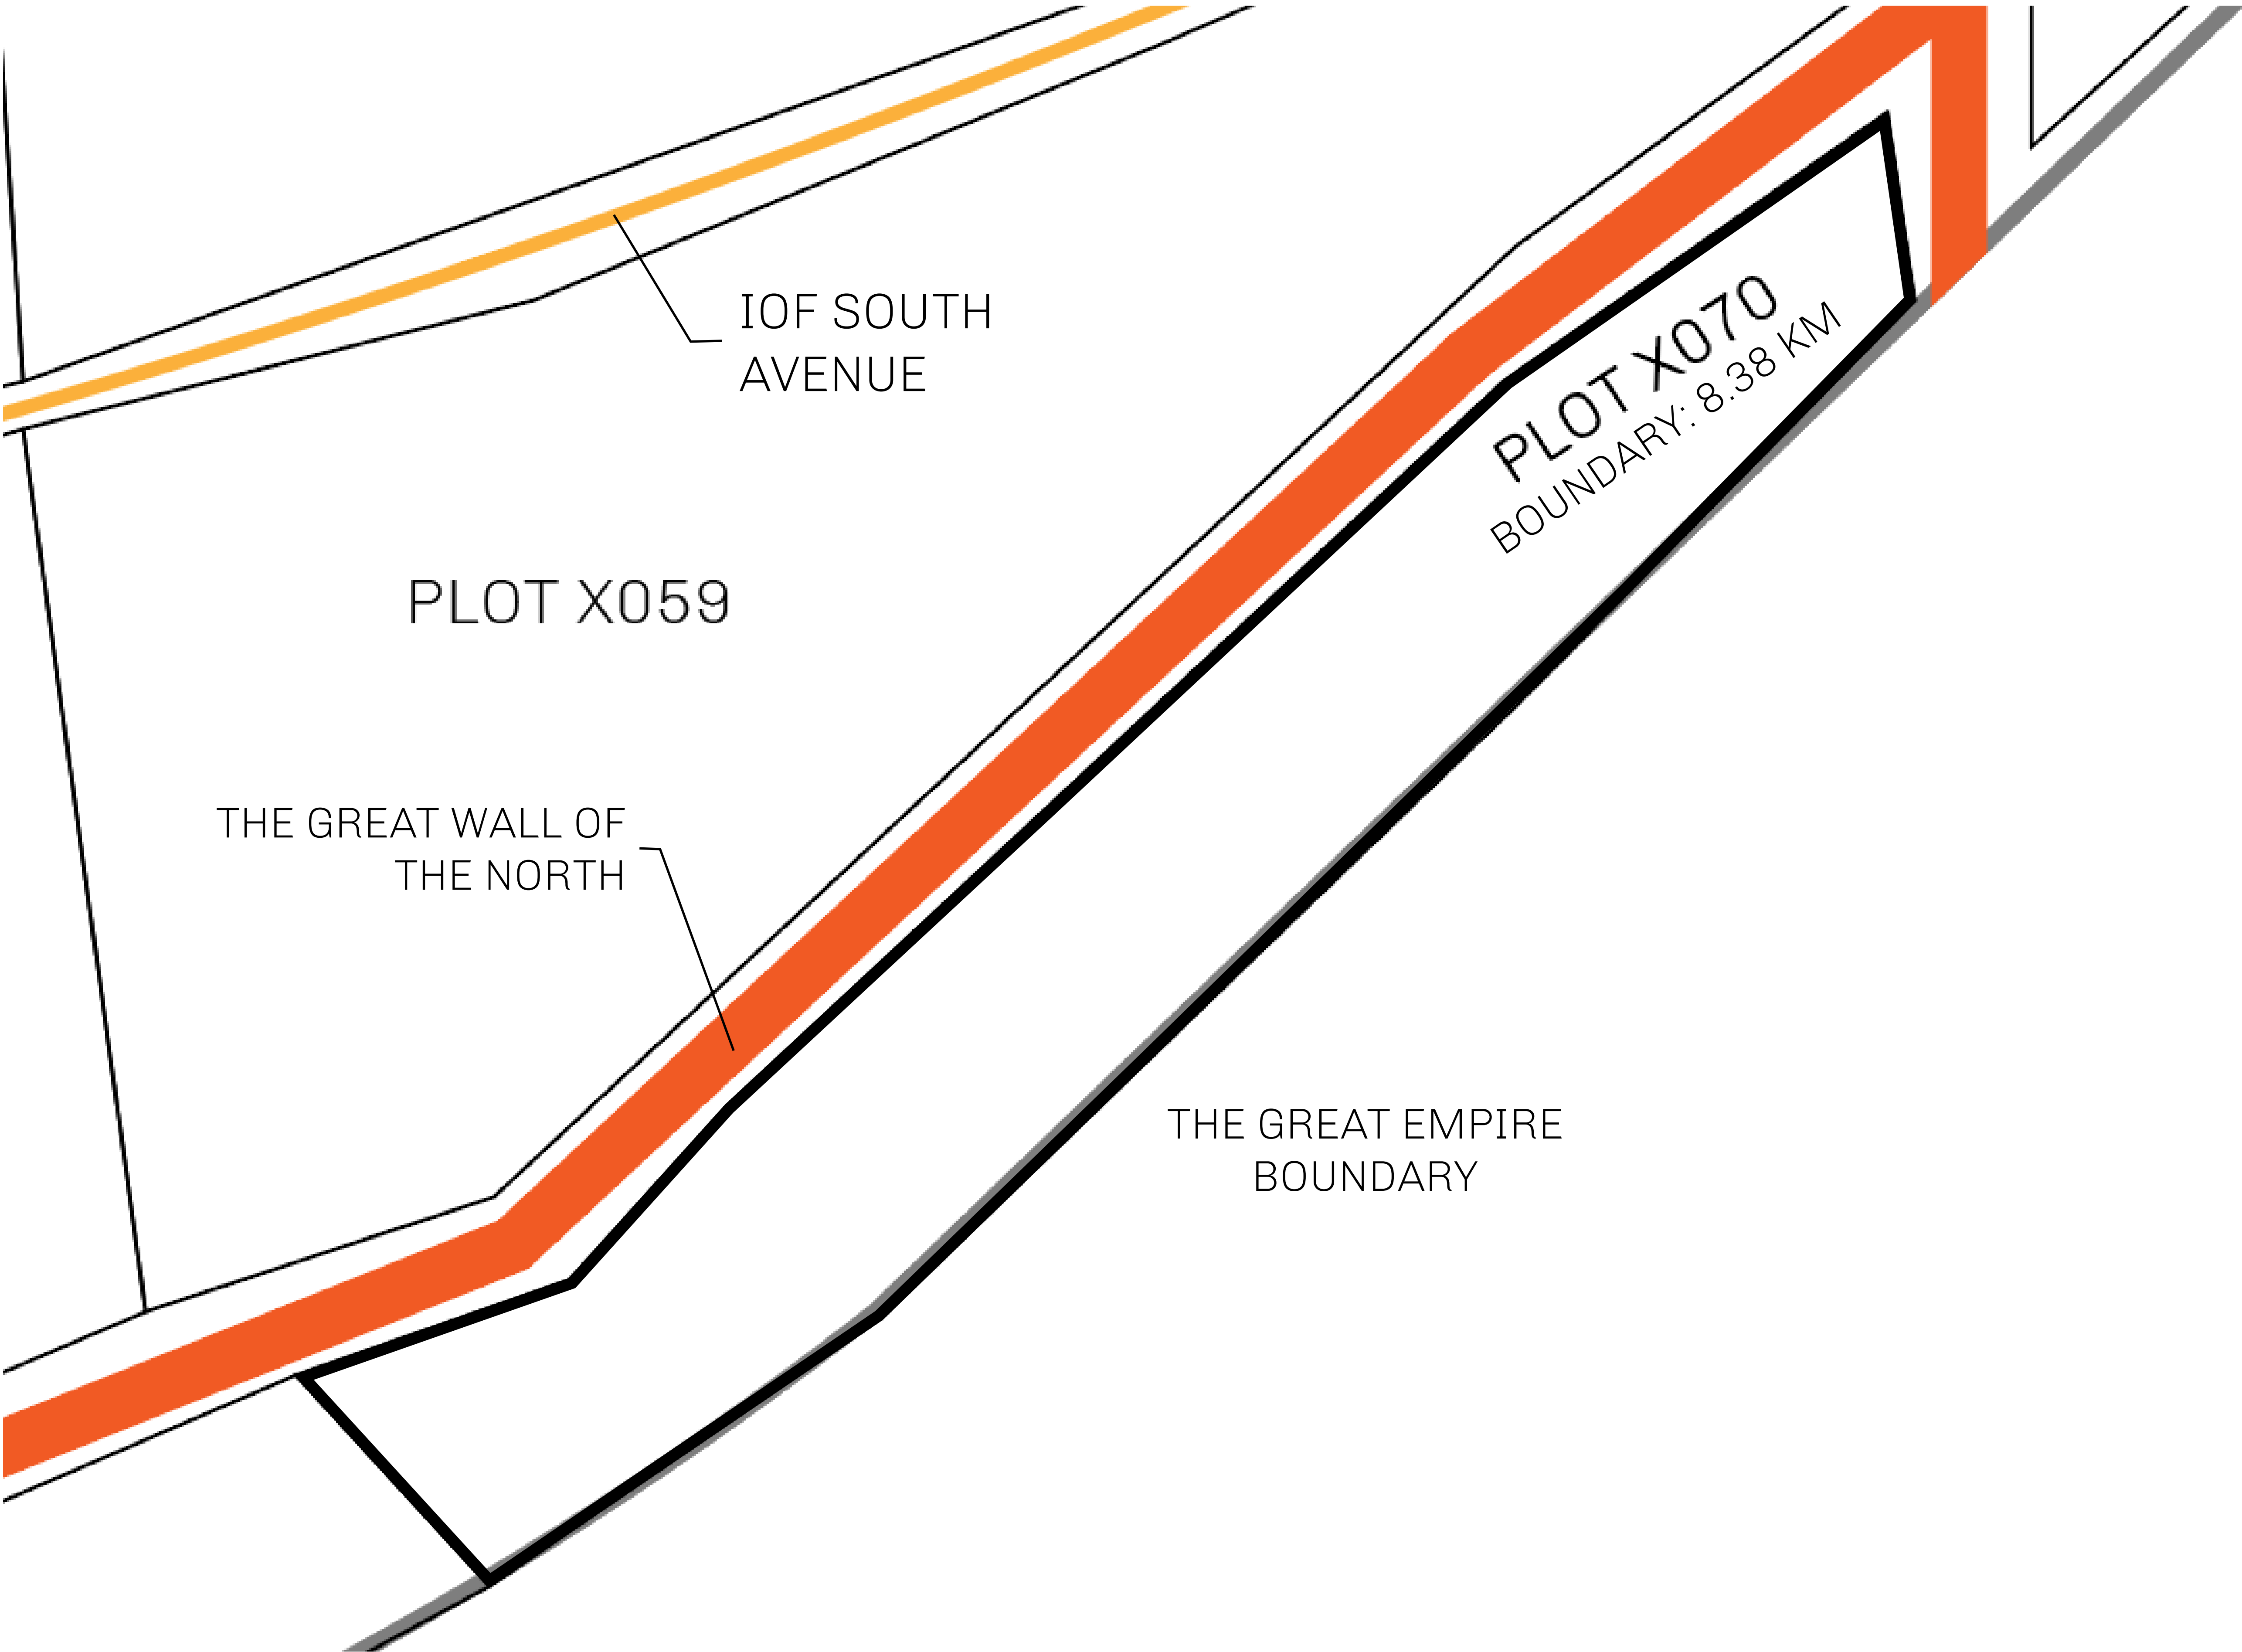 IOF SOUTH
AVENUE
PLOT X070
BOUNDARY: 8.38 KM
PLOT X059
THE GREAT WALL OF
THE NORTH
THE GREAT EMPIRE
BOUNDARY